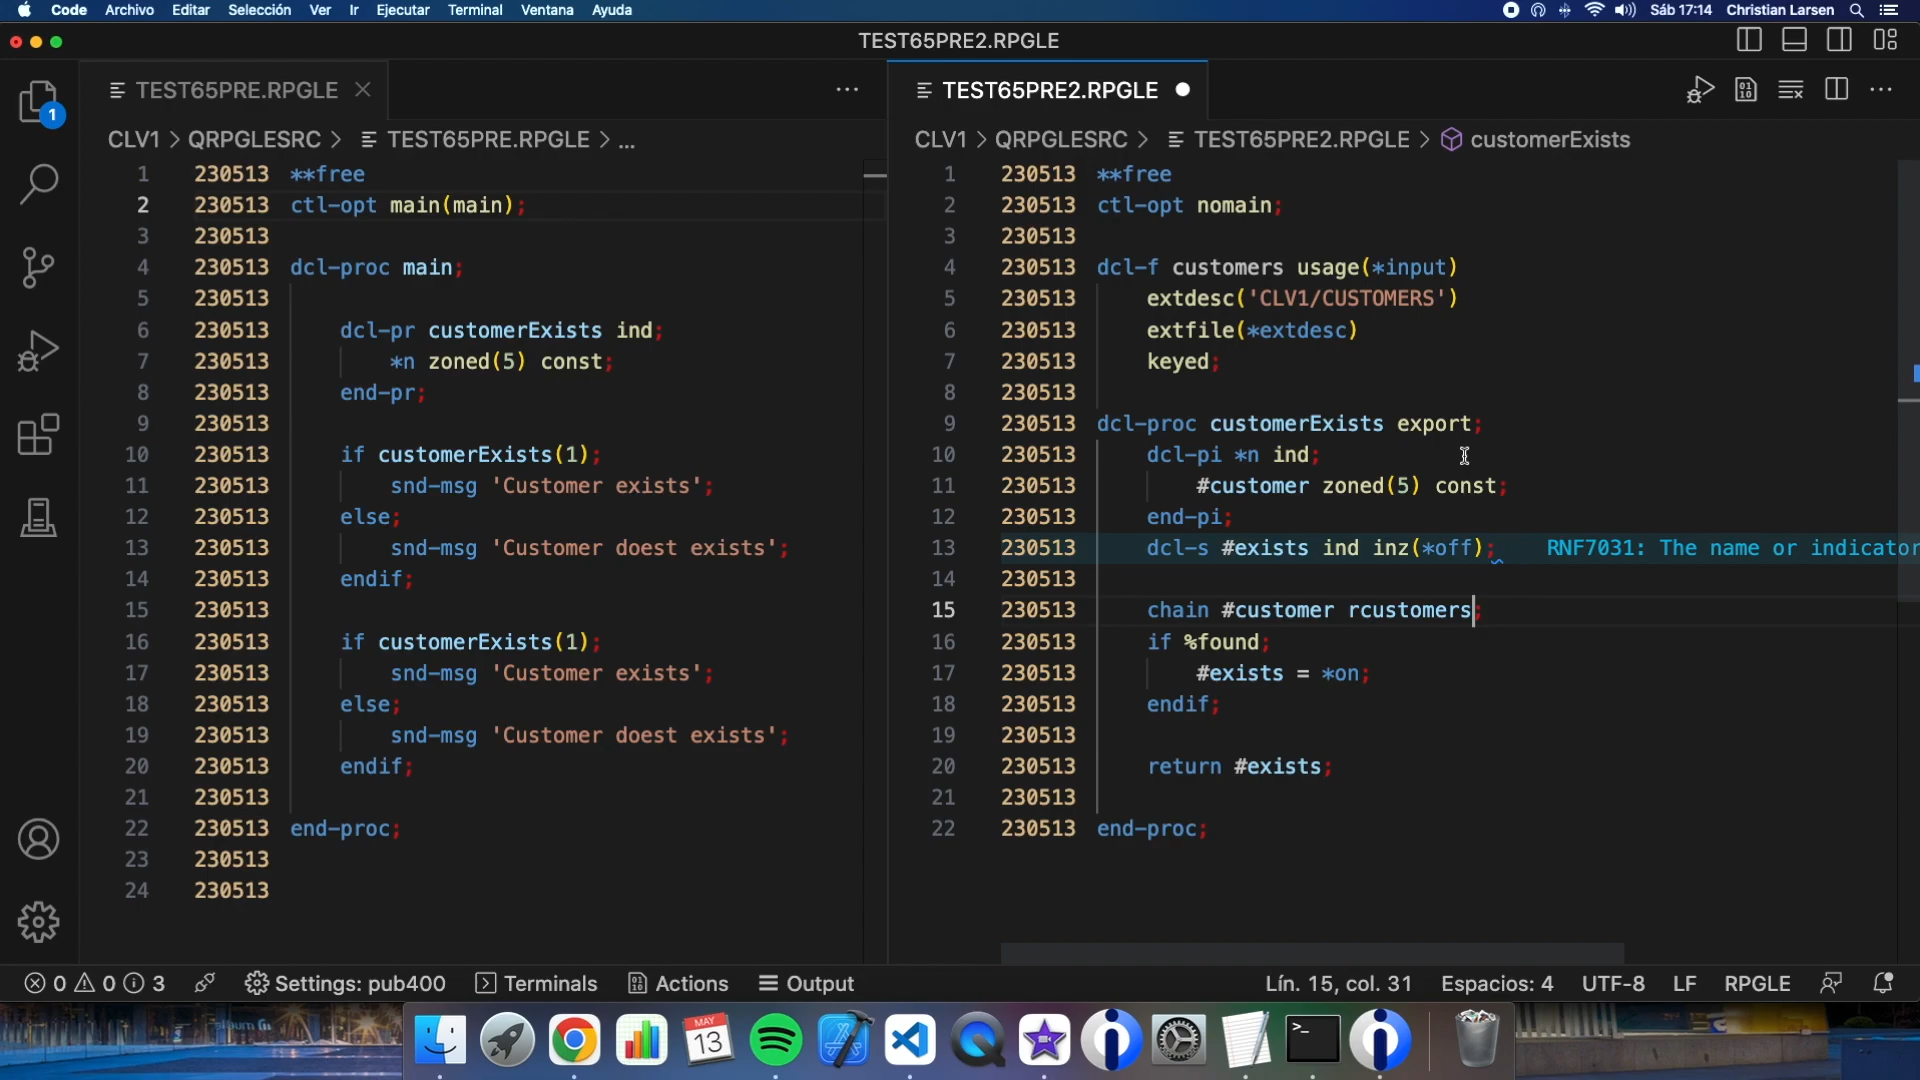 Code Archivo Editar Selección Ver Ir Ejecutar Terminal Ventana Ayuda Sáb 17:14 Christian Larsen
TEST65PRE2.RPGLE
1
TEST65PRE.RPGLE
CLV1 > QRPGLESRC > TEST65PRE.RPGLE > ...
1 230513 **free
2 230513 ctl-opt main(main);
3 230513
4 230513 dcl-proc main;
5 230513
6 230513 dcl-pr customerExists ind;
7 230513 *n zoned(5) const;
8 230513 end-pr;
9 230513
10 230513 if customerExists(1);
11 230513 snd-msg 'Customer exists';
12 230513 else;
13 230513 snd-msg 'Customer doest exists';
14 230513 endif;
15 230513
16 230513 if customerExists(1);
17 230513 snd-msg 'Customer exists';
18 230513 else;
19 230513 snd-msg 'Customer doest exists';
20 230513 endif;
21 230513
22 230513 end-proc;
23 230513
24 230513
TEST65PRE2.RPGLE
CLV1 > QRPGLESRC > TEST65PRE2.RPGLE > customerExists
1 230513 **free
2 230513 ctl-opt nomain;
3 230513
4 230513 dcl-f customers usage(*input)
5 230513 extdesc('CLV1/CUSTOMERS')
6 230513 extfile(*extdesc)
7 230513 keyed;
8 230513
9 230513 dcl-proc customerExists export;
10 230513 dcl-pi *n ind;
11 230513 #customer zoned(5) const;
12 230513 end-pi;
13 230513 dcl-s #exists ind inz(*off); RNF7031: The name or indicator
14 230513
15 230513 chain #customer rcustomers;
16 230513 if %found;
17 230513 #exists = *on;
18 230513 endif;
19 230513
20 230513 return #exists;
21 230513
22 230513 end-proc;
0 0 3 Settings: pub400 Terminals Actions Output Lín. 15, col. 31 Espacios: 4 UTF-8 LF RPGLE
MAY
13